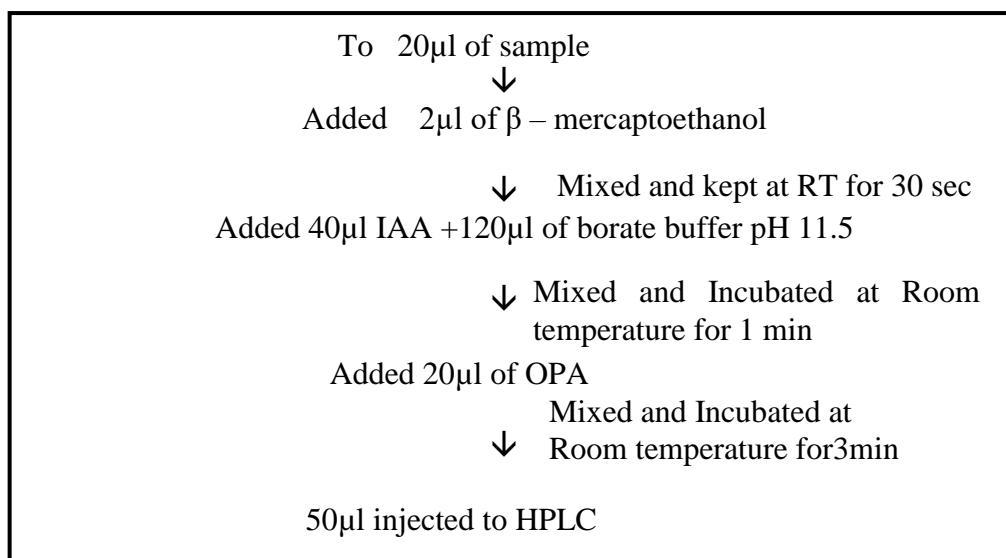 To 20µl of sample
↓
Added 2µl of β – mercaptoethanol
↓ Mixed and kept at RT for 30 sec
Added 40µl IAA +120µl of borate buffer pH 11.5
↓ Mixed and Incubated at Room
temperature for 1 min
Added 20µl of OPA
Mixed and Incubated at
↓ Room temperature for3min
50µl injected to HPLC